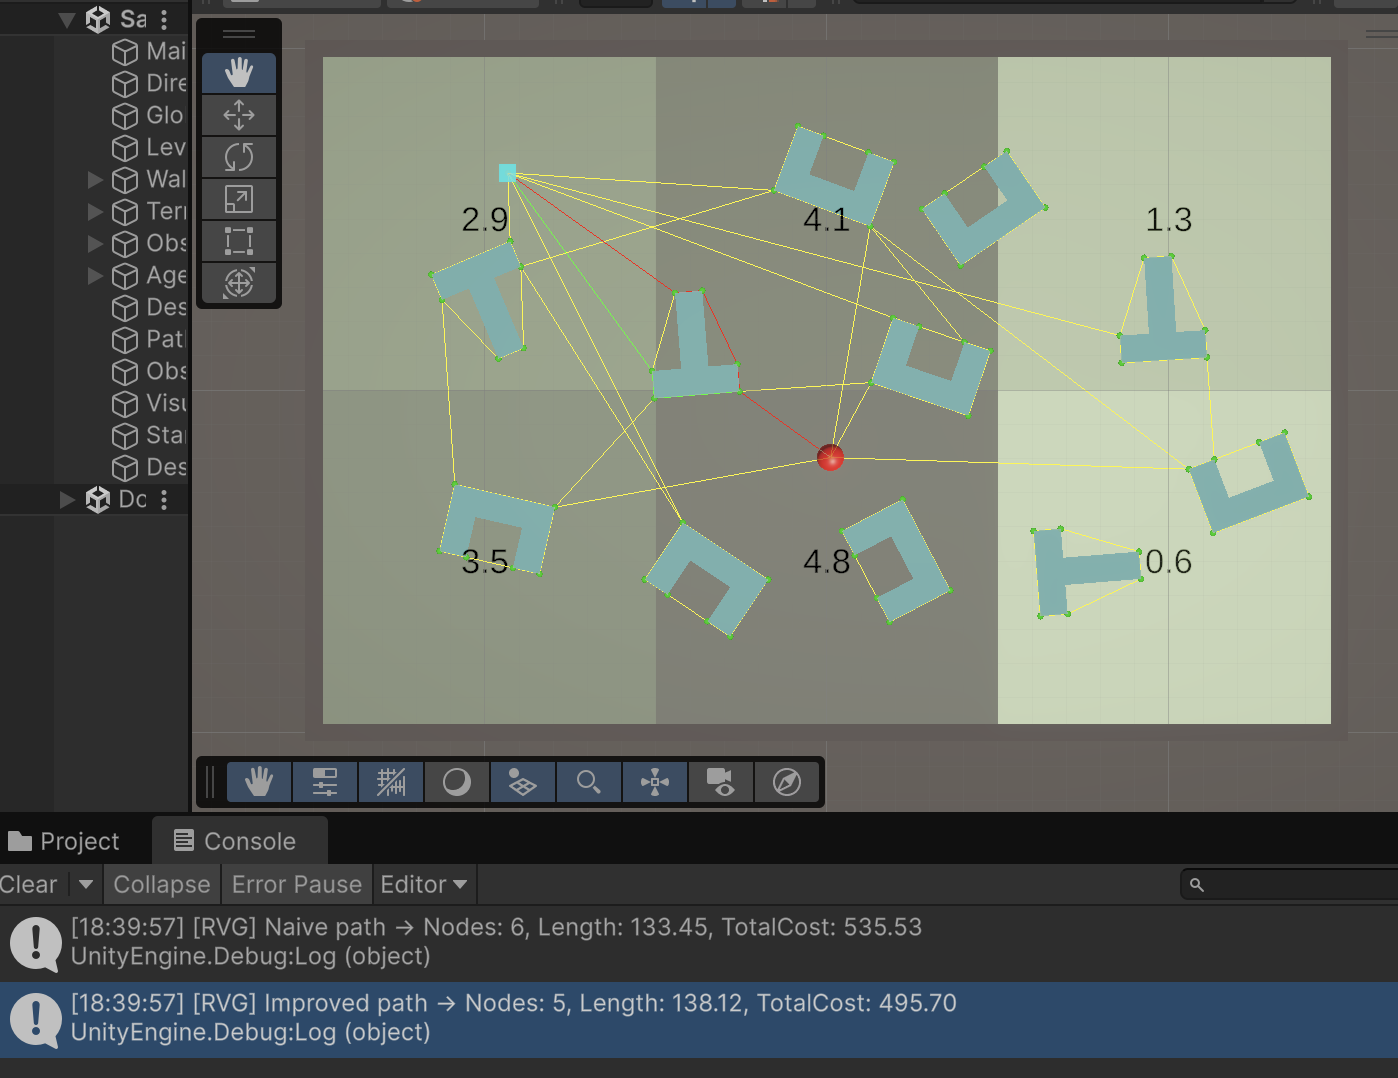 Sa
Mai
Dire
Glo
Lev
Wal
Terr
Obs
Age
Des
Patl
Obs
Visu
Sta
Des
Dc
2.9
4.1
1.3
3.5
4.8
0.6
Project
Console
Clear
Collapse
Error Pause
Editor
[18:39:57] [RVG] Naive path → Nodes: 6, Length: 133.45, TotalCost: 535.53
UnityEngine.Debug:Log (object)
[18:39:57] [RVG] Improved path → Nodes: 5, Length: 138.12, TotalCost: 495.70
UnityEngine.Debug:Log (object)